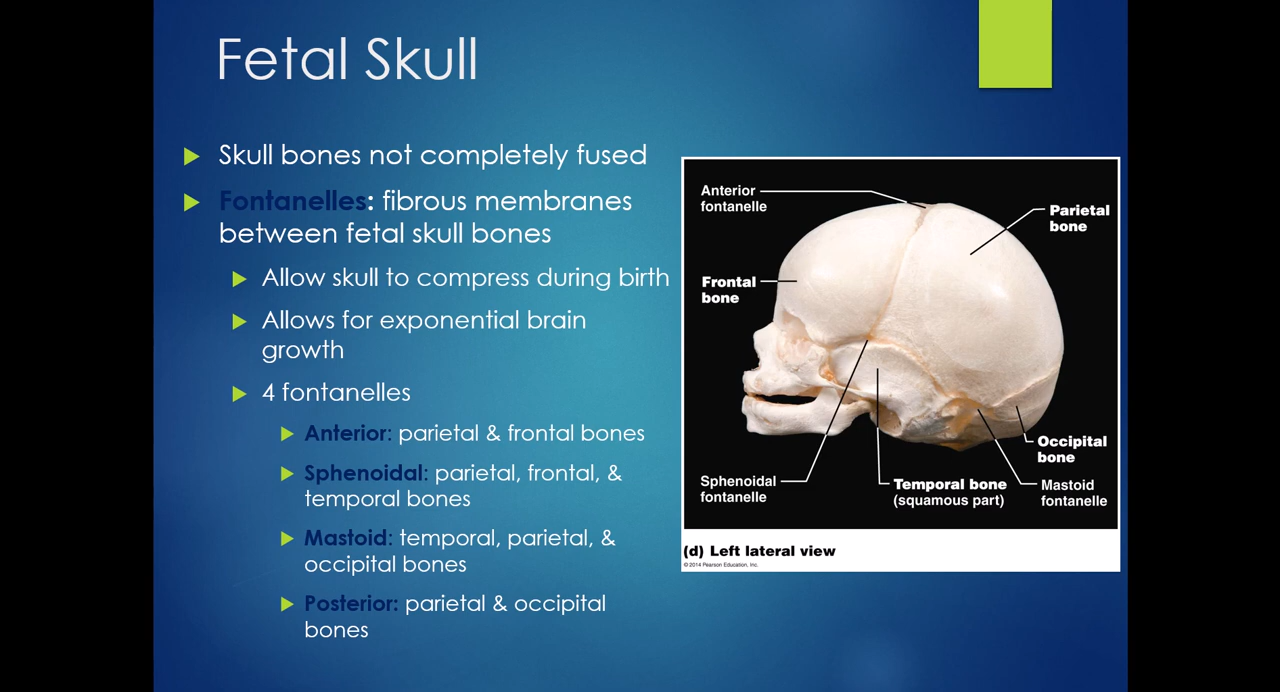 Fetal Skull
Skull bones not completely fused
Fontanelles: fibrous membranes
between fetal skull bones
Allow skull to compress during birth
Allows for exponential brain
growth
4 fontanelles
Anterior: parietal & frontal bones
Sphenoidal: parietal, frontal, &
temporal bones
Mastoid: temporal, parietal, &
occipital bones
Posterior: parietal & occipital
bones
Anterior
fontanelle
Parietal
bone
Frontal
bone
Occipital
bone
Sphenoidal
fontanelle
Temporal bone
(squamous part)
Mastoid
fontanelle
(d) Left lateral view
© 2014 Pearson Education, Inc.